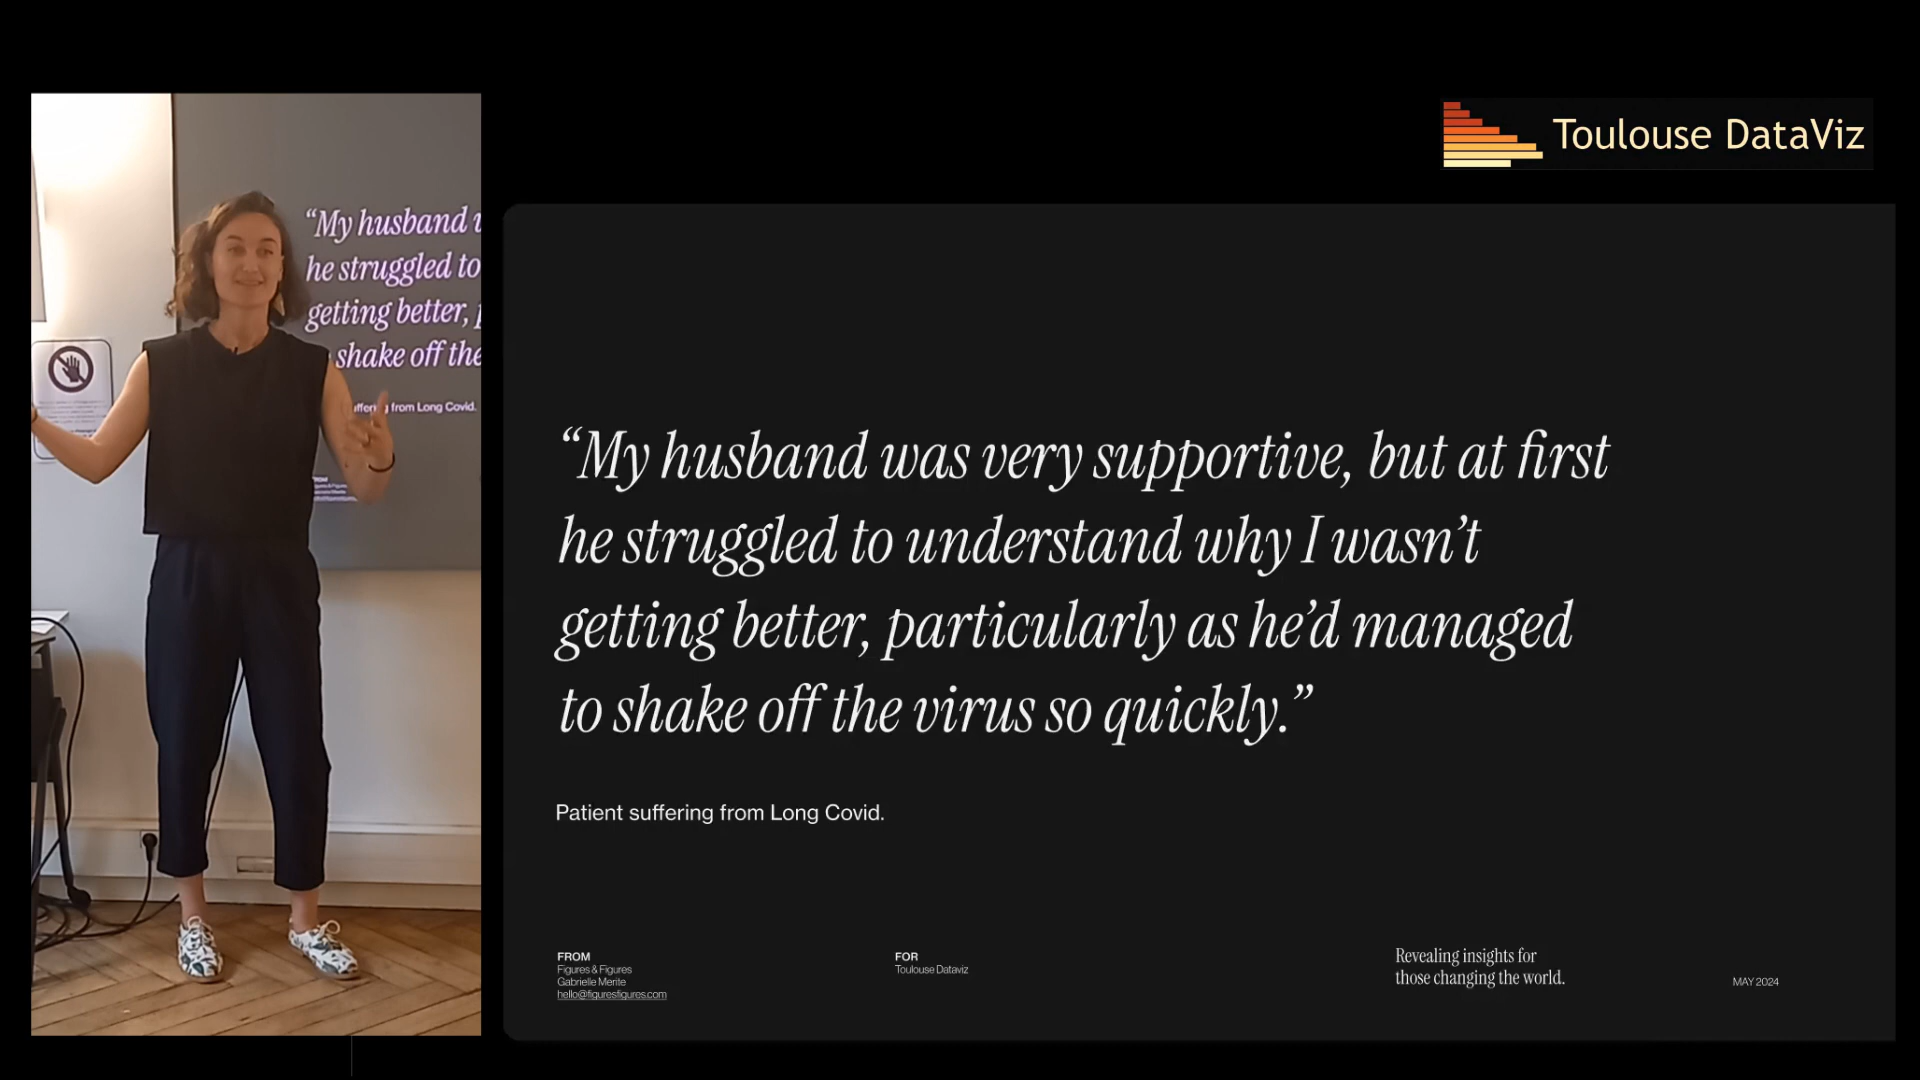 Toulouse DataViz
“My husband
he struggled to
getting better,
shake off the
from Long Covid.
“My husband was very supportive, but at first
he struggled to understand why I wasn’t
getting better, particularly as he’d managed
to shake off the virus so quickly.”
Patient suffering from Long Covid.
FROM
Figures & Figures
Gabrielle Merite
hello@figuresfigures.com
FOR
Toulouse Dataviz
Revealing insights for
those changing the world.
MAY 2024